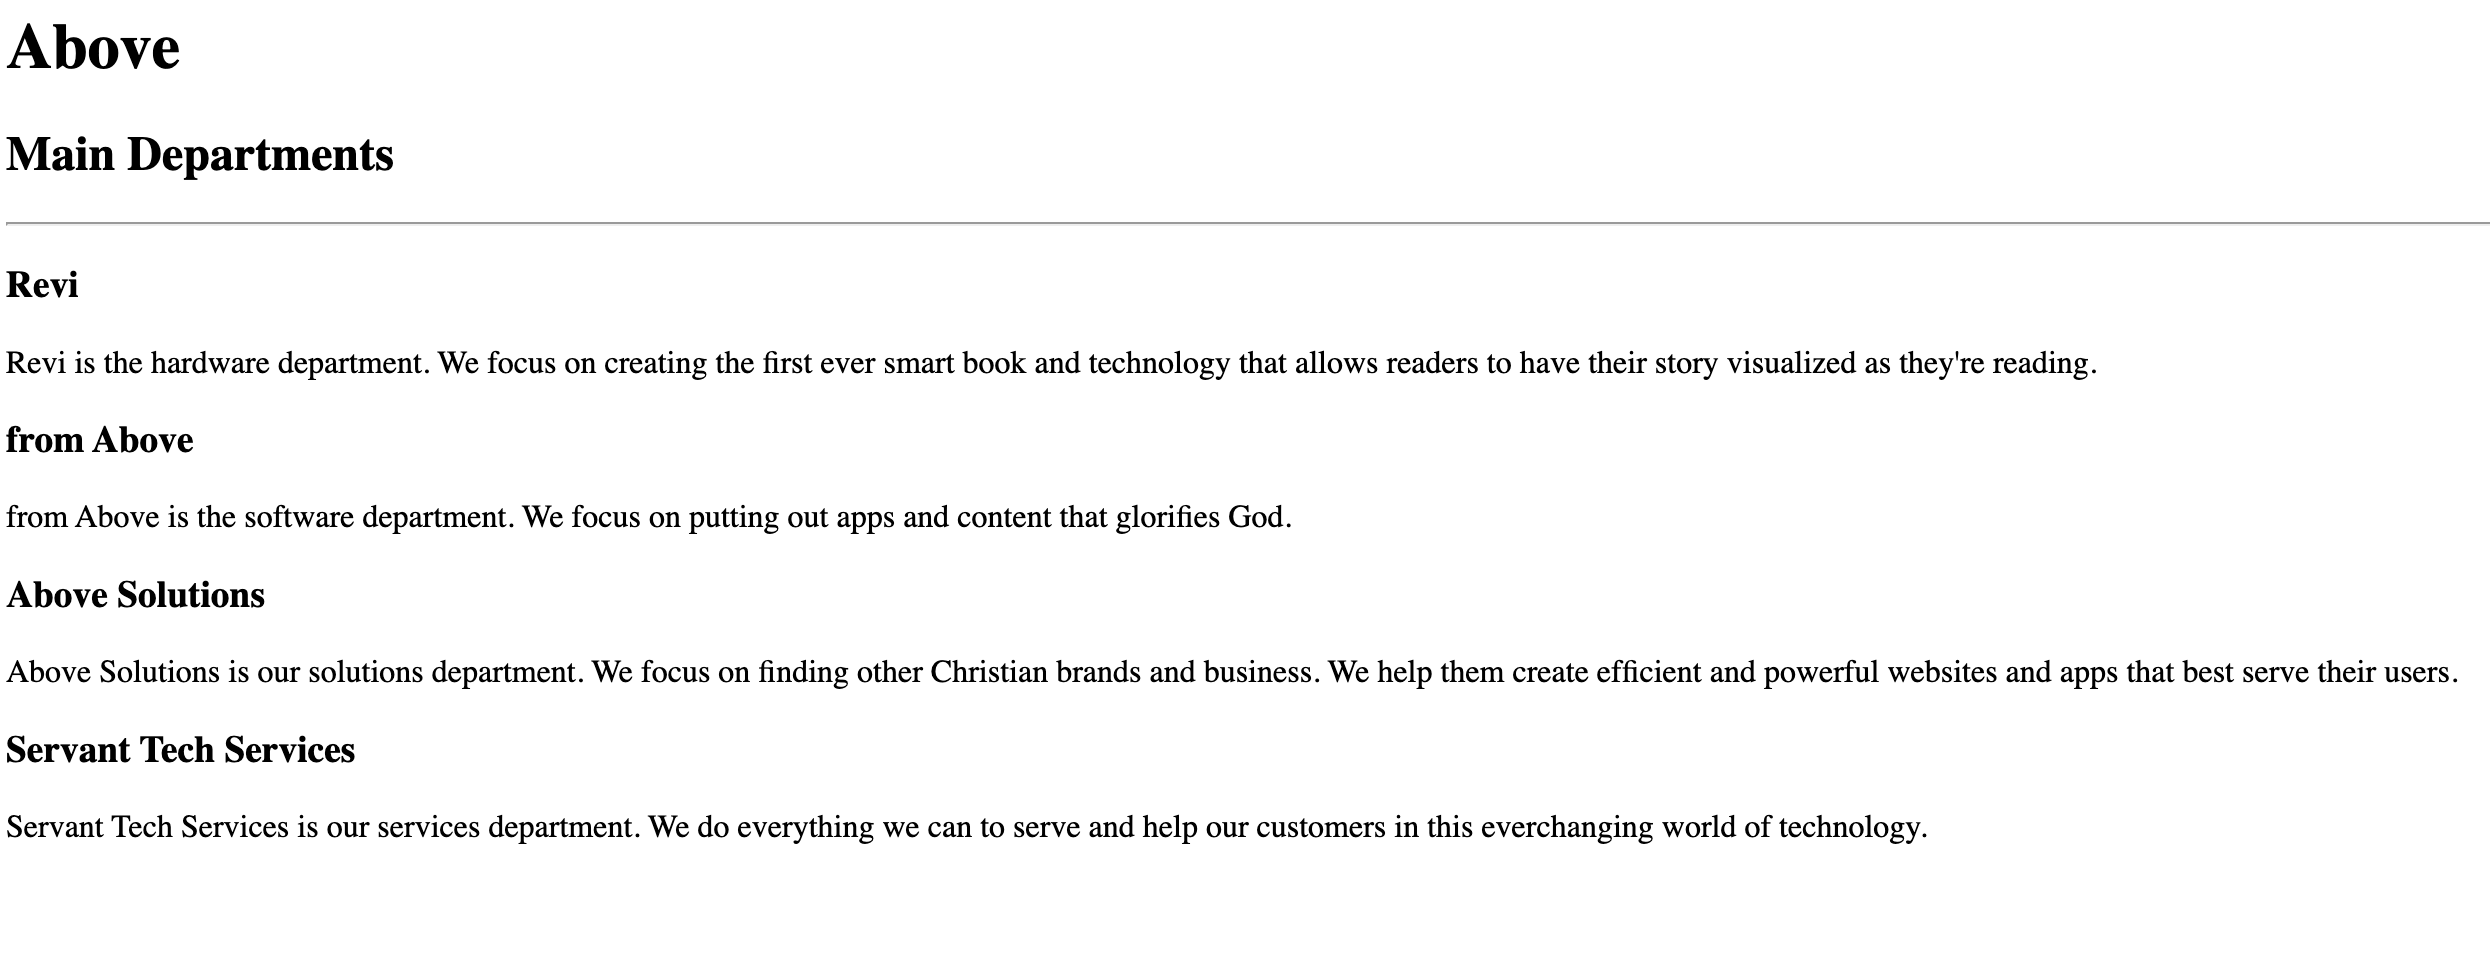 Above
Main Departments
Revi
Revi is the hardware department. We focus on creating the first ever smart book and technology that allows readers to have their story visualized as they're reading.
from Above
from Above is the software department. We focus on putting out apps and content that glorifies God.
Above Solutions
Above Solutions is our solutions department. We focus on finding other Christian brands and business. We help them create efficient and powerful websites and apps that best serve their users.
Servant Tech Services
Servant Tech Services is our services department. We do everything we can to serve and help our customers in this everchanging world of technology.